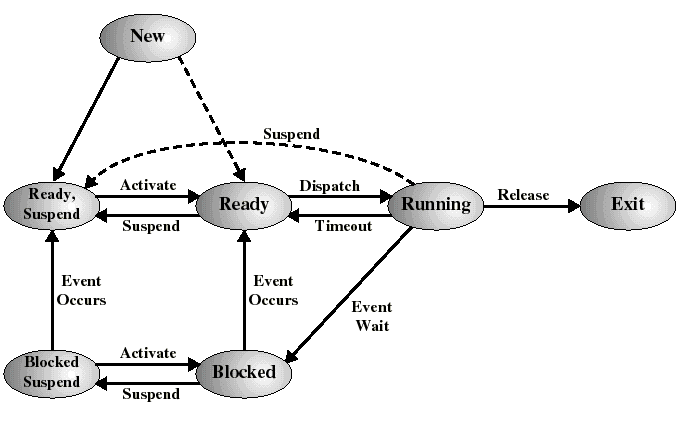 New
Suspend
Ready,
Suspend
Activate
Suspend
Ready
Dispatch
Timeout
Running
Release
Exit
Event
Occurs
Event
Occurs
Event
Wait
Blocked
Suspend
Activate
Suspend
Blocked